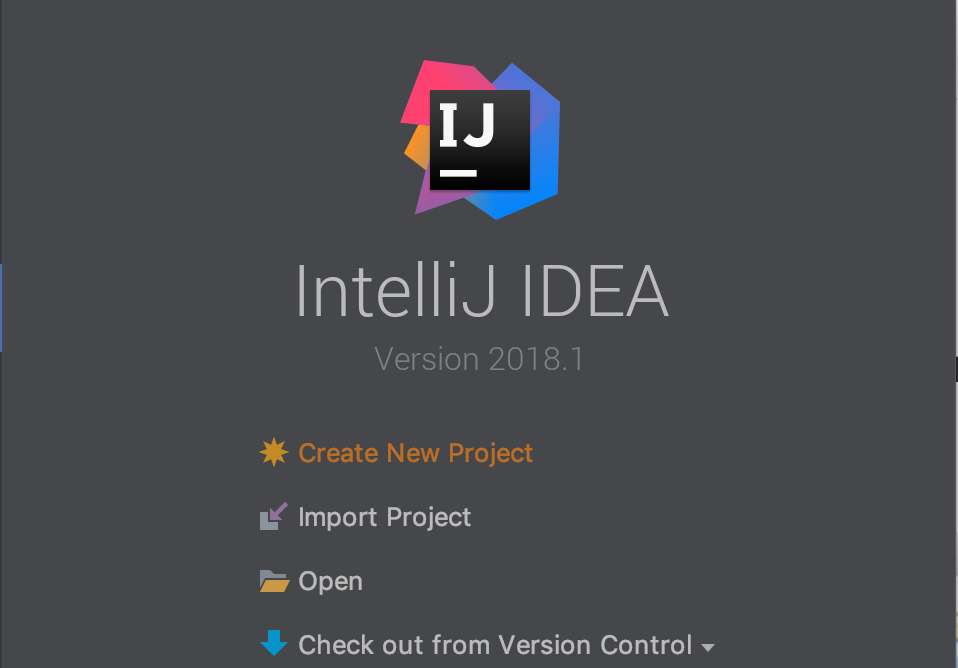 IJ
IntelliJ IDEA
Version 2018.1
Create New Project
Import Project
Open
Check out from Version Control